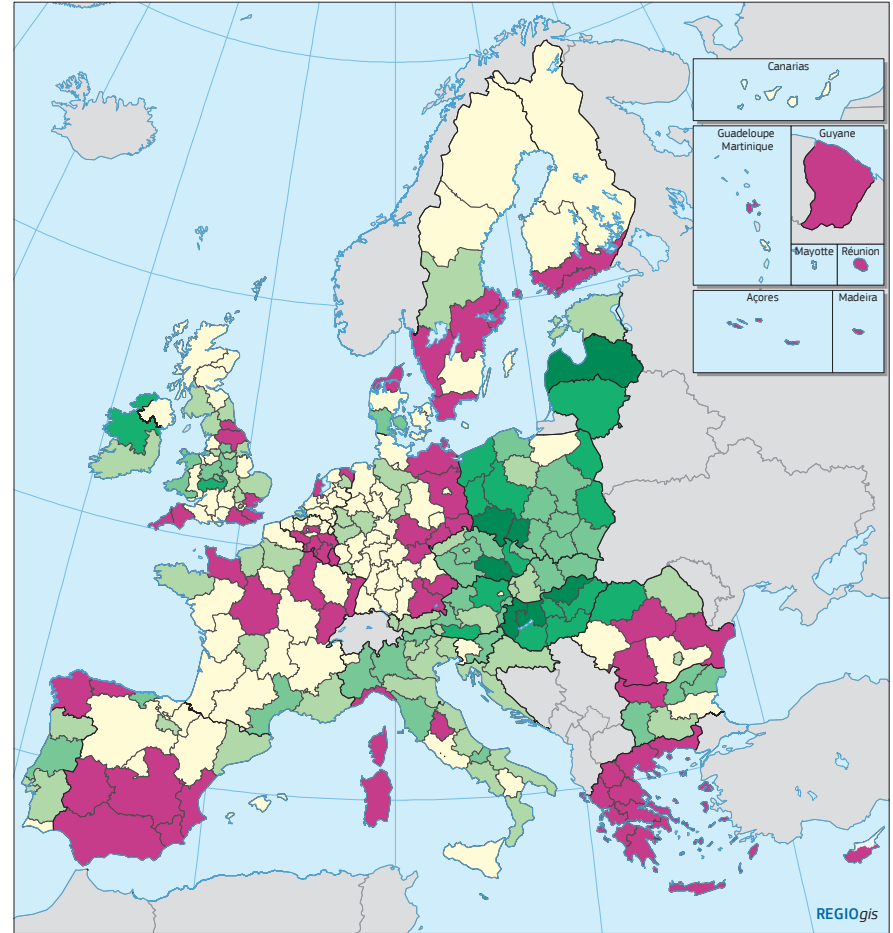 Canarias
Guadeloupe
Martinique
Guyane
Mayotte
Réunion
Açores
Madeira
REGIOgis